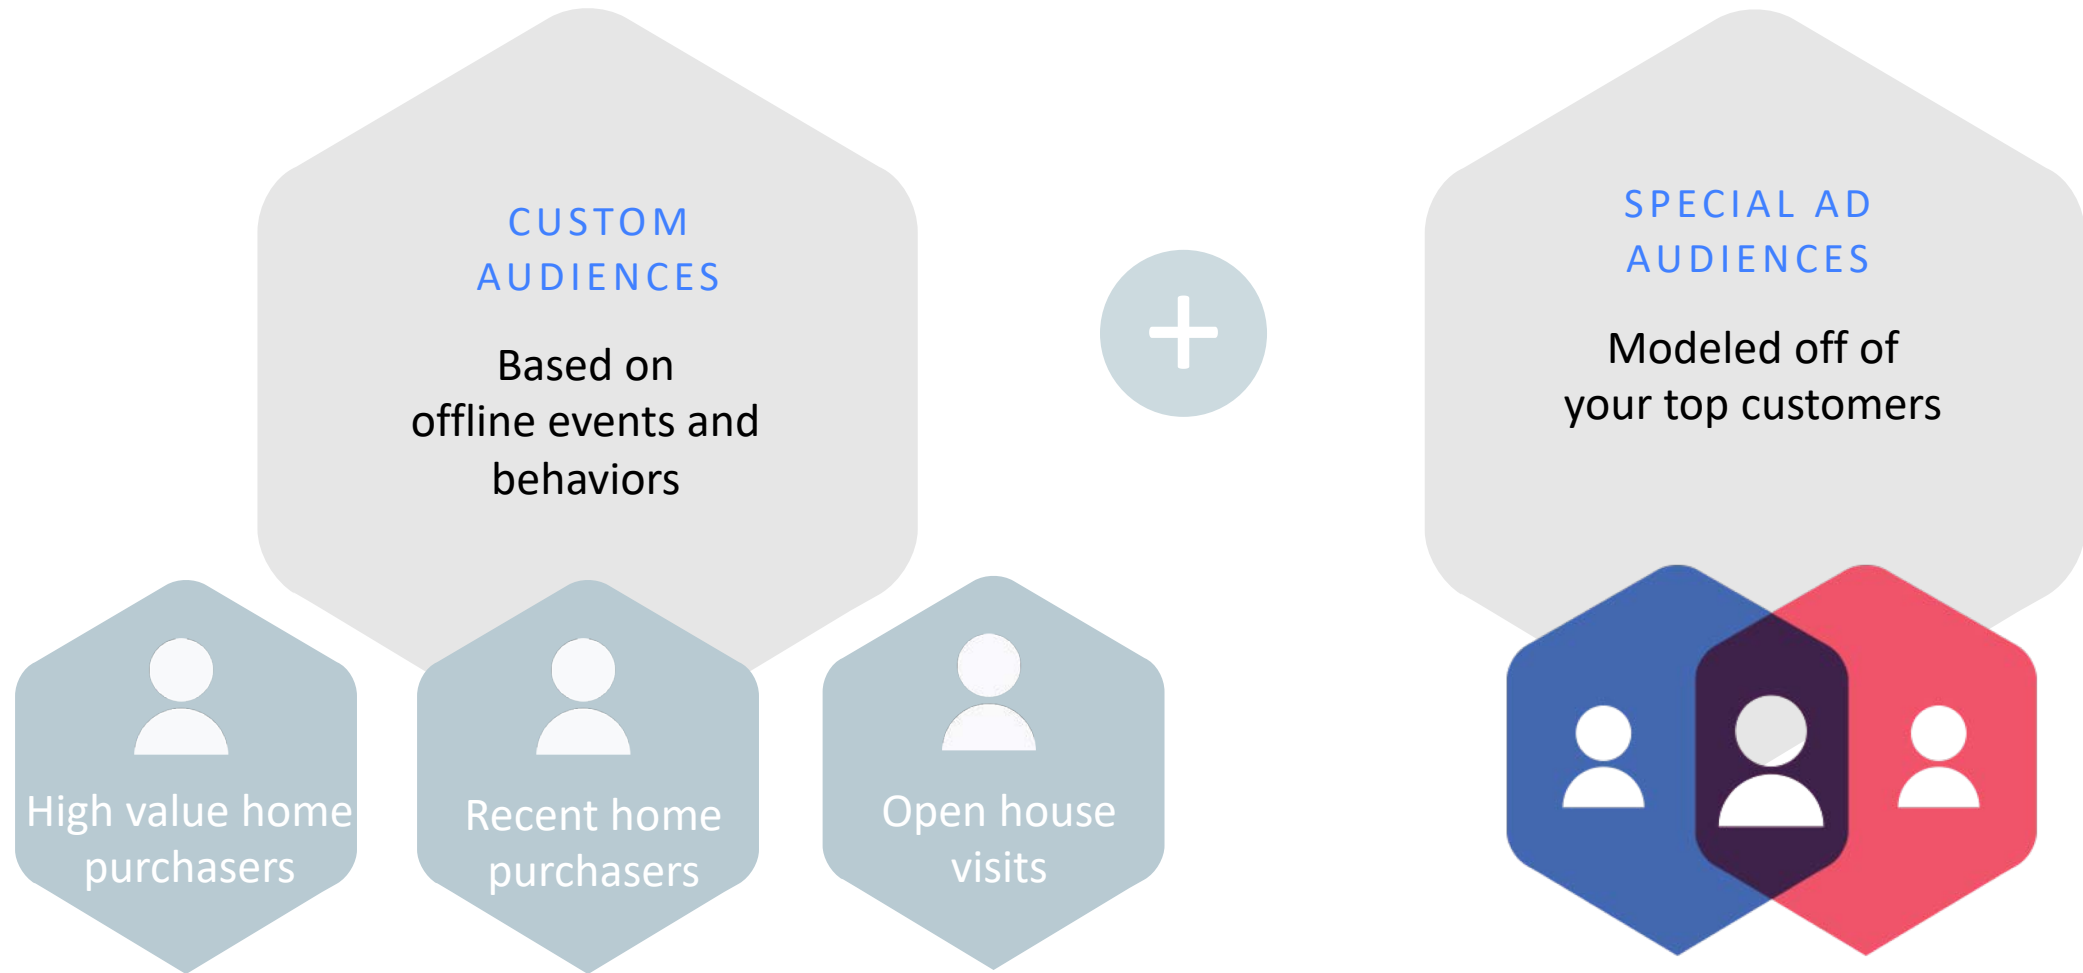 CUSTOM
AUDIENCES
Based on
offline events and
behaviors
High value home
purchasers
Recent home
purchasers
Open house
visits
+
SPECIAL AD
AUDIENCES
Modeled off of
your top customers